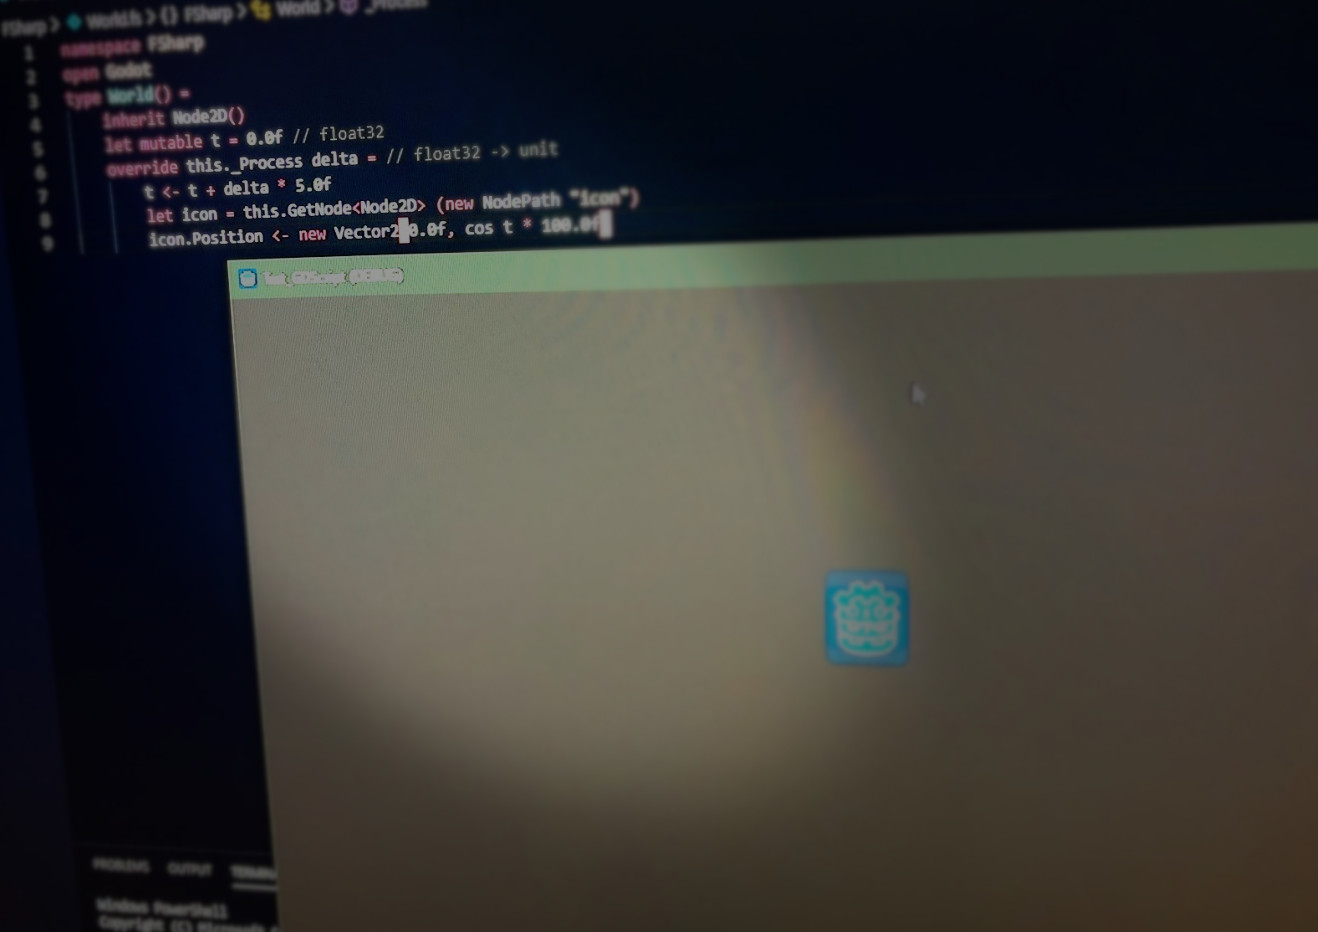 FSharp > World.fs > {} FSharp > World > _Process
1 namespace FSharp
2 open Godot
3 type World() =
4 inherit Node2D()
5 let mutable t = 0.0f // float32
6 override this._Process delta = // float32 -> unit
7 t <- t + delta * 5.0f
8 let icon = this.GetNode<Node2D> (new NodePath "icon")
9 icon.Position <- new Vector2(0.0f, cos t * 100.0f)
(DEBUG)
PROBLEMS OUTPUT TERMINAL
Windows PowerShell
Copyright (C) Microsoft